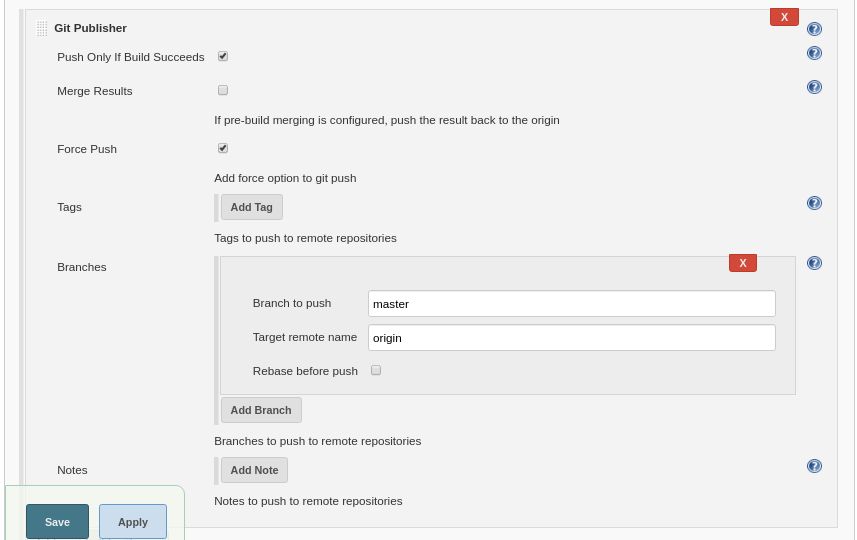 Git Publisher
X
?
Push Only If Build Succeeds
?
Merge Results
?
If pre-build merging is configured, push the result back to the origin
Force Push
Add force option to git push
Tags
Add Tag
?
Tags to push to remote repositories
Branches
X
?
Branch to push
master
Target remote name
origin
Rebase before push
Add Branch
Branches to push to remote repositories
Notes
Add Note
?
Notes to push to remote repositories
Save
Apply